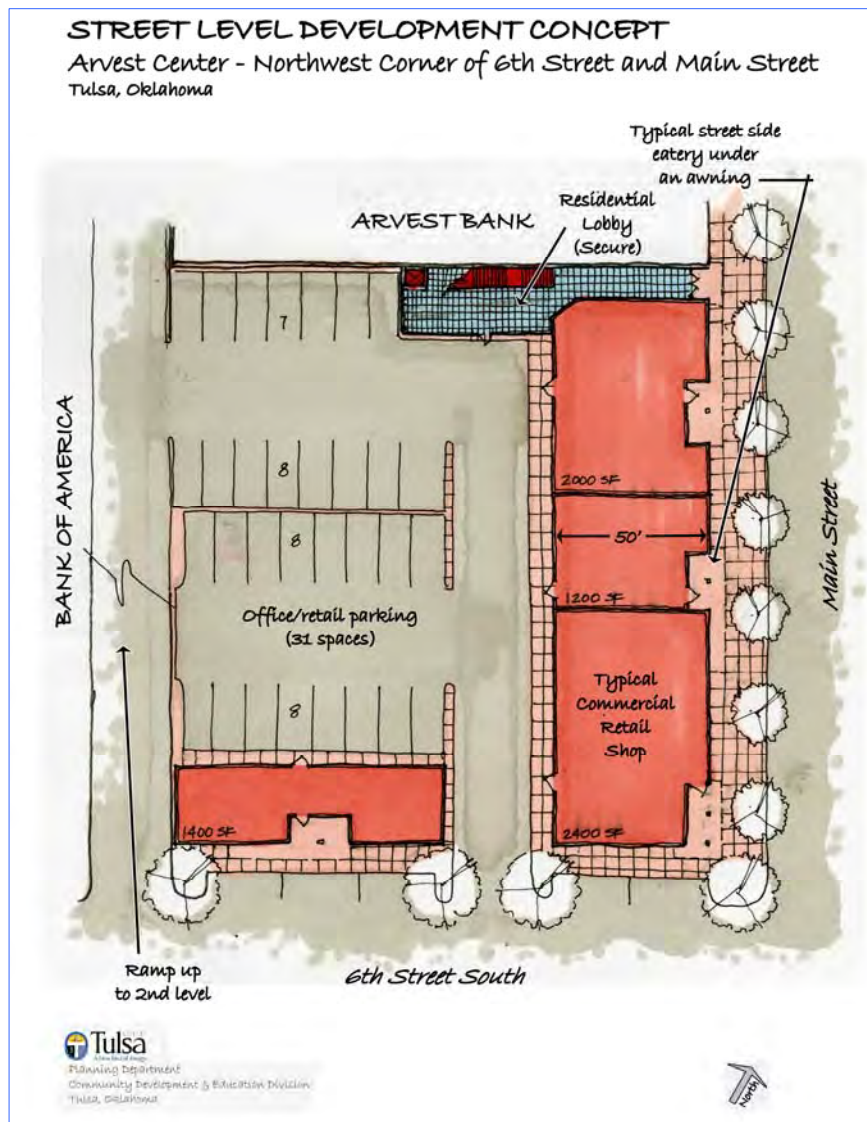 STREET LEVEL DEVELOPMENT CONCEPT
Arvest Center - Northwest Corner of 6th Street and Main Street
Tulsa, Oklahoma
Typical street side
eatery under
an awning
ARVEST BANK
Residential
Lobby
(Secure)
7
BANK OF AMERICA
8
2000 SF
8
50'
Main Street
1200 SF
Office/retail parking
(31 spaces)
Typical
Commercial
Retail
Shop
8
1400 SF
2400 SF
Ramp up
to 2nd level
6th Street South
Tulsa
Planning Department
Community Development & Education Division
Tulsa, Oklahoma
North